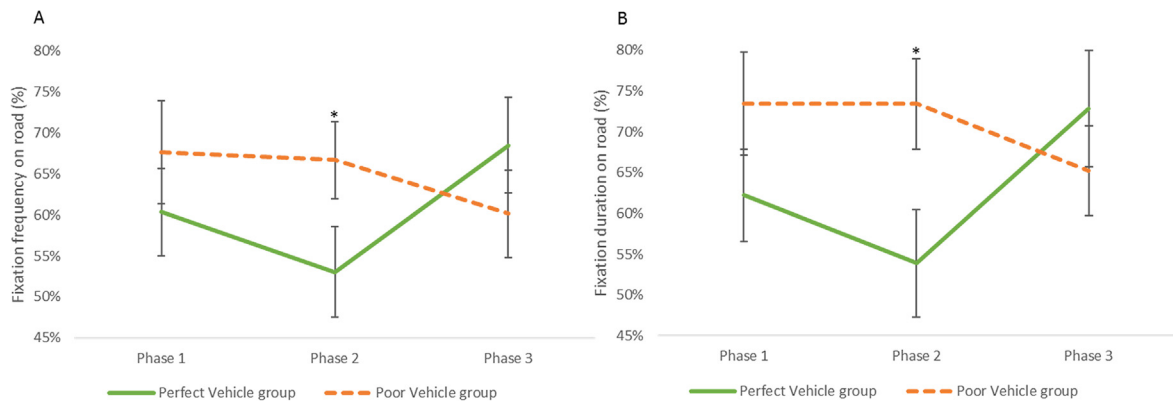 A
Fixation frequency on road (%)
80%
75%
70%
65%
60%
55%
50%
45%
*
Phase 1 Phase 2 Phase 3
Perfect Vehicle group Poor Vehicle group
B
Fixation duration on road (%)
80%
75%
70%
65%
60%
55%
50%
45%
*
Phase 1 Phase 2 Phase 3
Perfect Vehicle group Poor Vehicle group